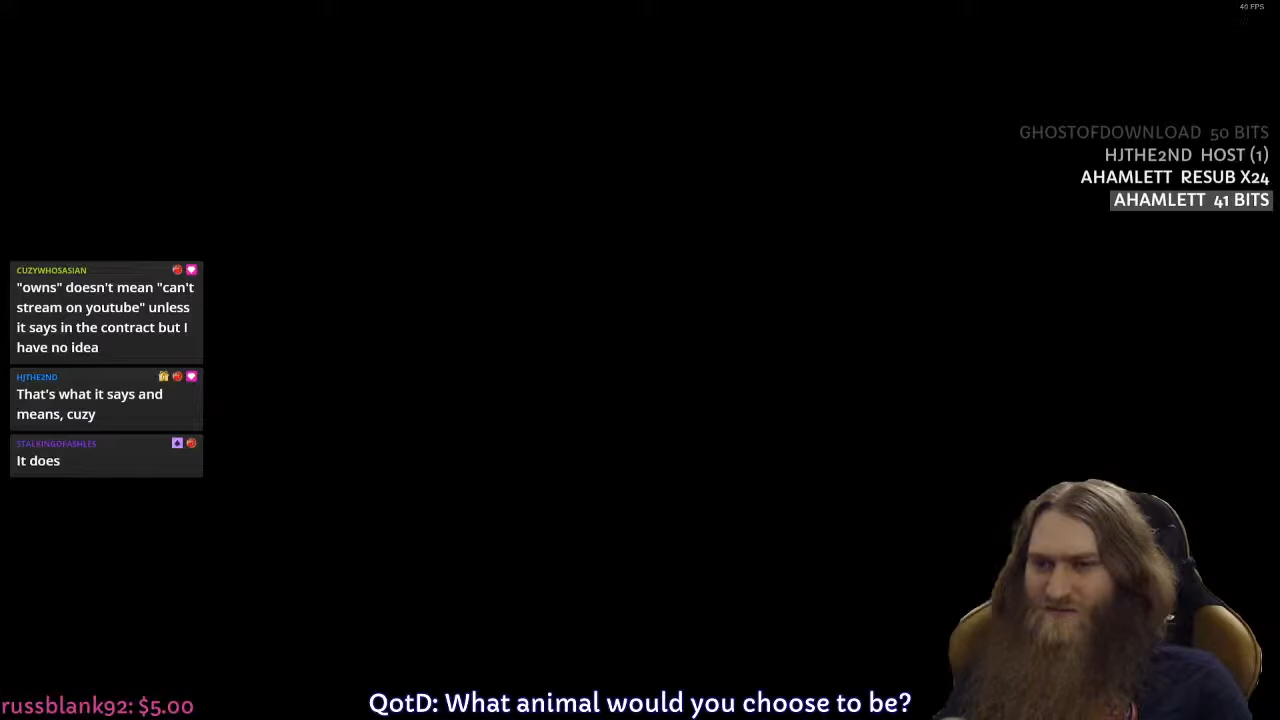 40 FPS
GHOSTOFDOWNLOAD 50 BITS
HJTHE2ND HOST (1)
AHAMLETT RESUB X24
AHAMLETT 41 BITS
CUZYWHOSASIAN
"owns" doesn't mean "can't
stream on youtube" unless
it says in the contract but I
have no idea
HJTHE2ND
That's what it says and
means, cuzy
STALKINGOFASHLES
It does
russblank92: $5.00
QotD: What animal would you choose to be?